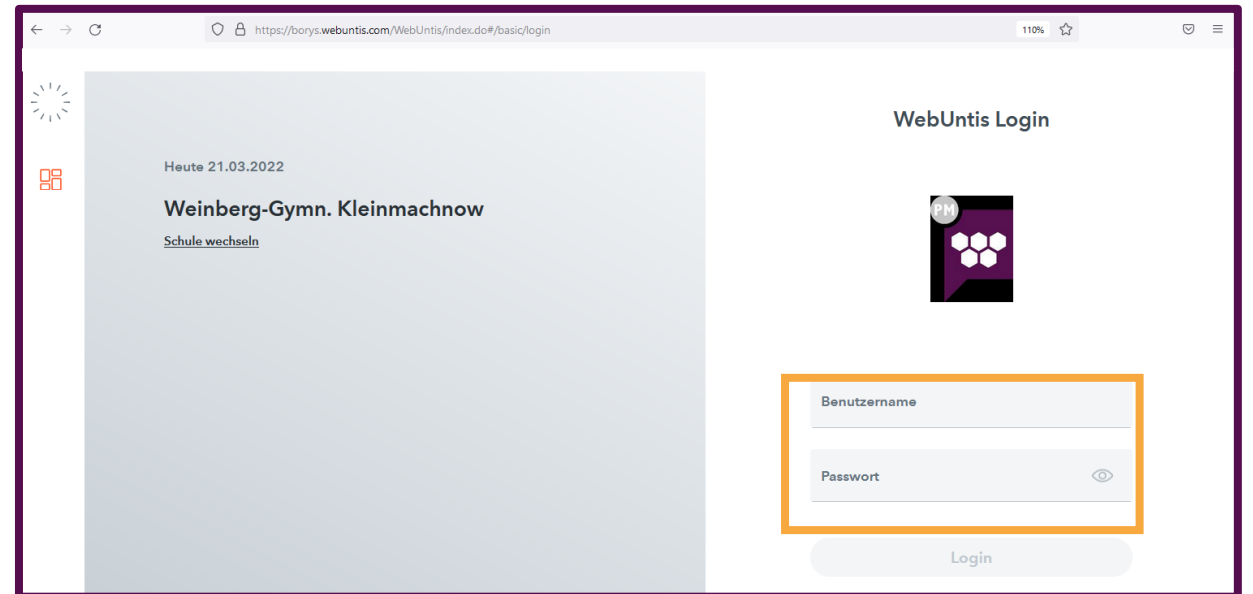 https://borys.webuntis.com/WebUntis/index.do#/basic/login
110%
WebUntis Login
Heute 21.03.2022
Weinberg-Gymn. Kleinmachnow
Schule wechseln
PM
Benutzername
Passwort
Login